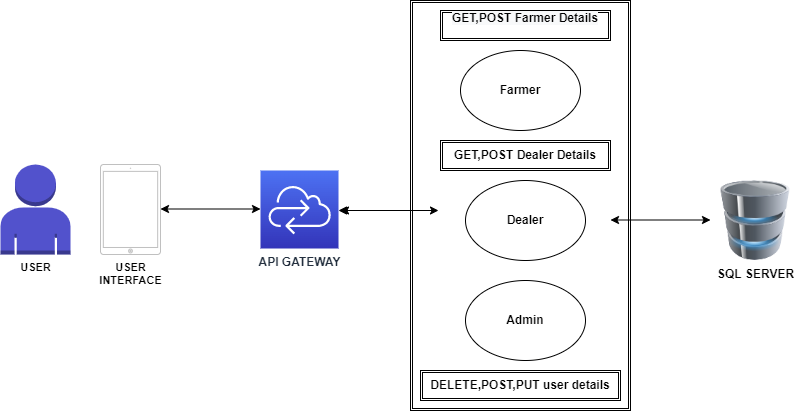 GET,POST Farmer Details
Farmer
GET,POST Dealer Details
Dealer
Admin
DELETE,POST,PUT user details
USER
USER
INTERFACE
API GATEWAY
SQL SERVER